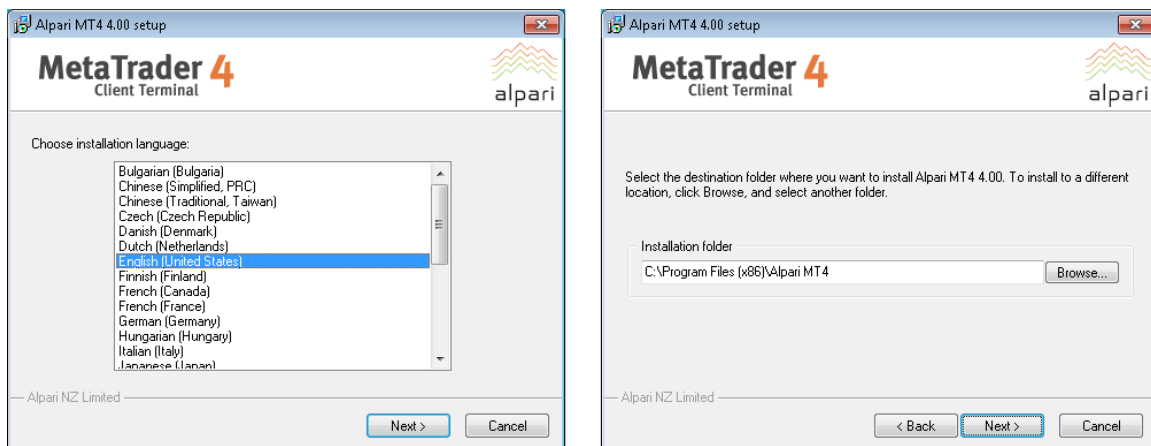 Alpari MT4 4.00 setup
MetaTrader 4
Client Terminal
alpari
Choose installation language:
Bulgarian (Bulgaria)
Chinese (Simplified, PRC)
Chinese (Traditional, Taiwan)
Czech (Czech Republic)
Danish (Denmark)
Dutch (Netherlands)
English (United States)
Finnish (Finland)
French (Canada)
French (France)
German (Germany)
Hungarian (Hungary)
Italian (Italy)
Japanese (Japan)
Alpari NZ Limited
Next >
Cancel
Alpari MT4 4.00 setup
MetaTrader 4
Client Terminal
alpari
Select the destination folder where you want to install Alpari MT4 4.00. To install to a different
location, click Browse, and select another folder.
Installation folder
C:\Program Files (x86)\Alpari MT4
Browse...
Alpari NZ Limited
< Back
Next >
Cancel